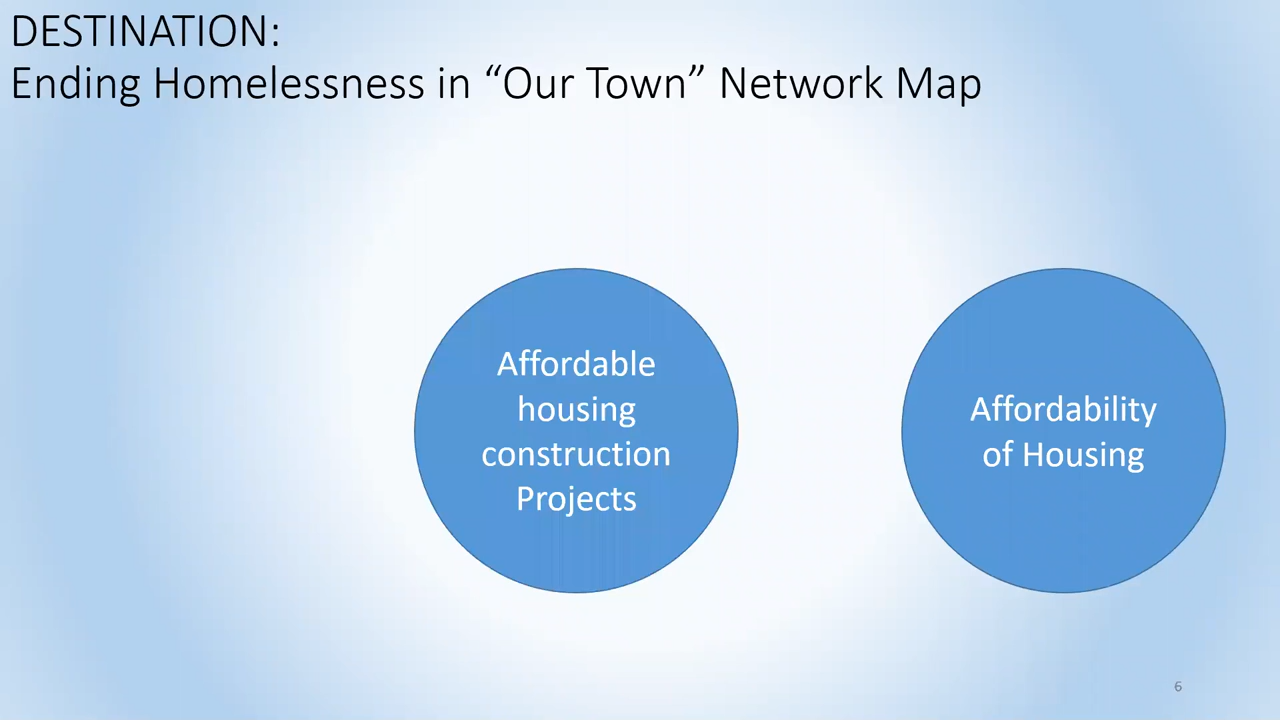 DESTINATION:
Ending Homelessness in “Our Town” Network Map
Affordable
housing
construction
Projects
Affordability
of Housing
6